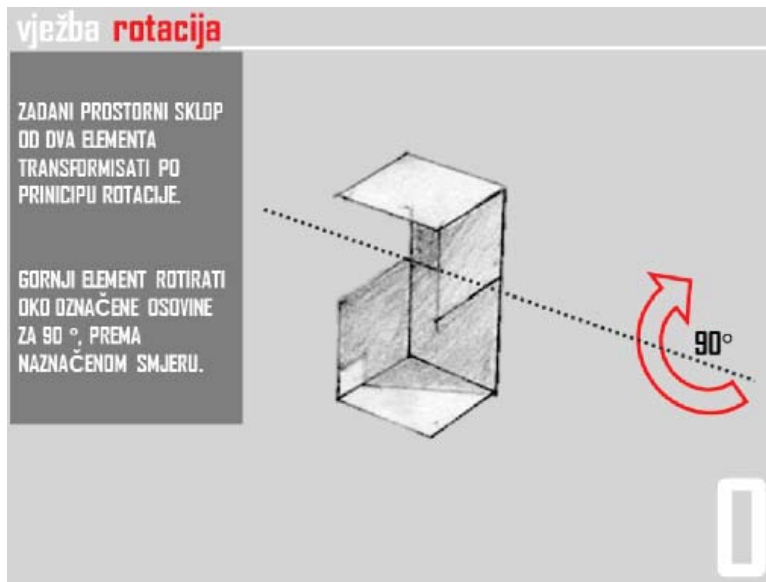 vježba rotacija
ZADANI PROSTORNI SKLOP
OD DVA ELEMENTA
TRANSFORMISATI PO
PRINICIPU ROTACIJE.
GORNJI ELEMENT ROTIRATI
OKO OZNAČENE OSOVINE
ZA 90 °, PREMA
NAZNAČENOM SMJERU.
90°
0